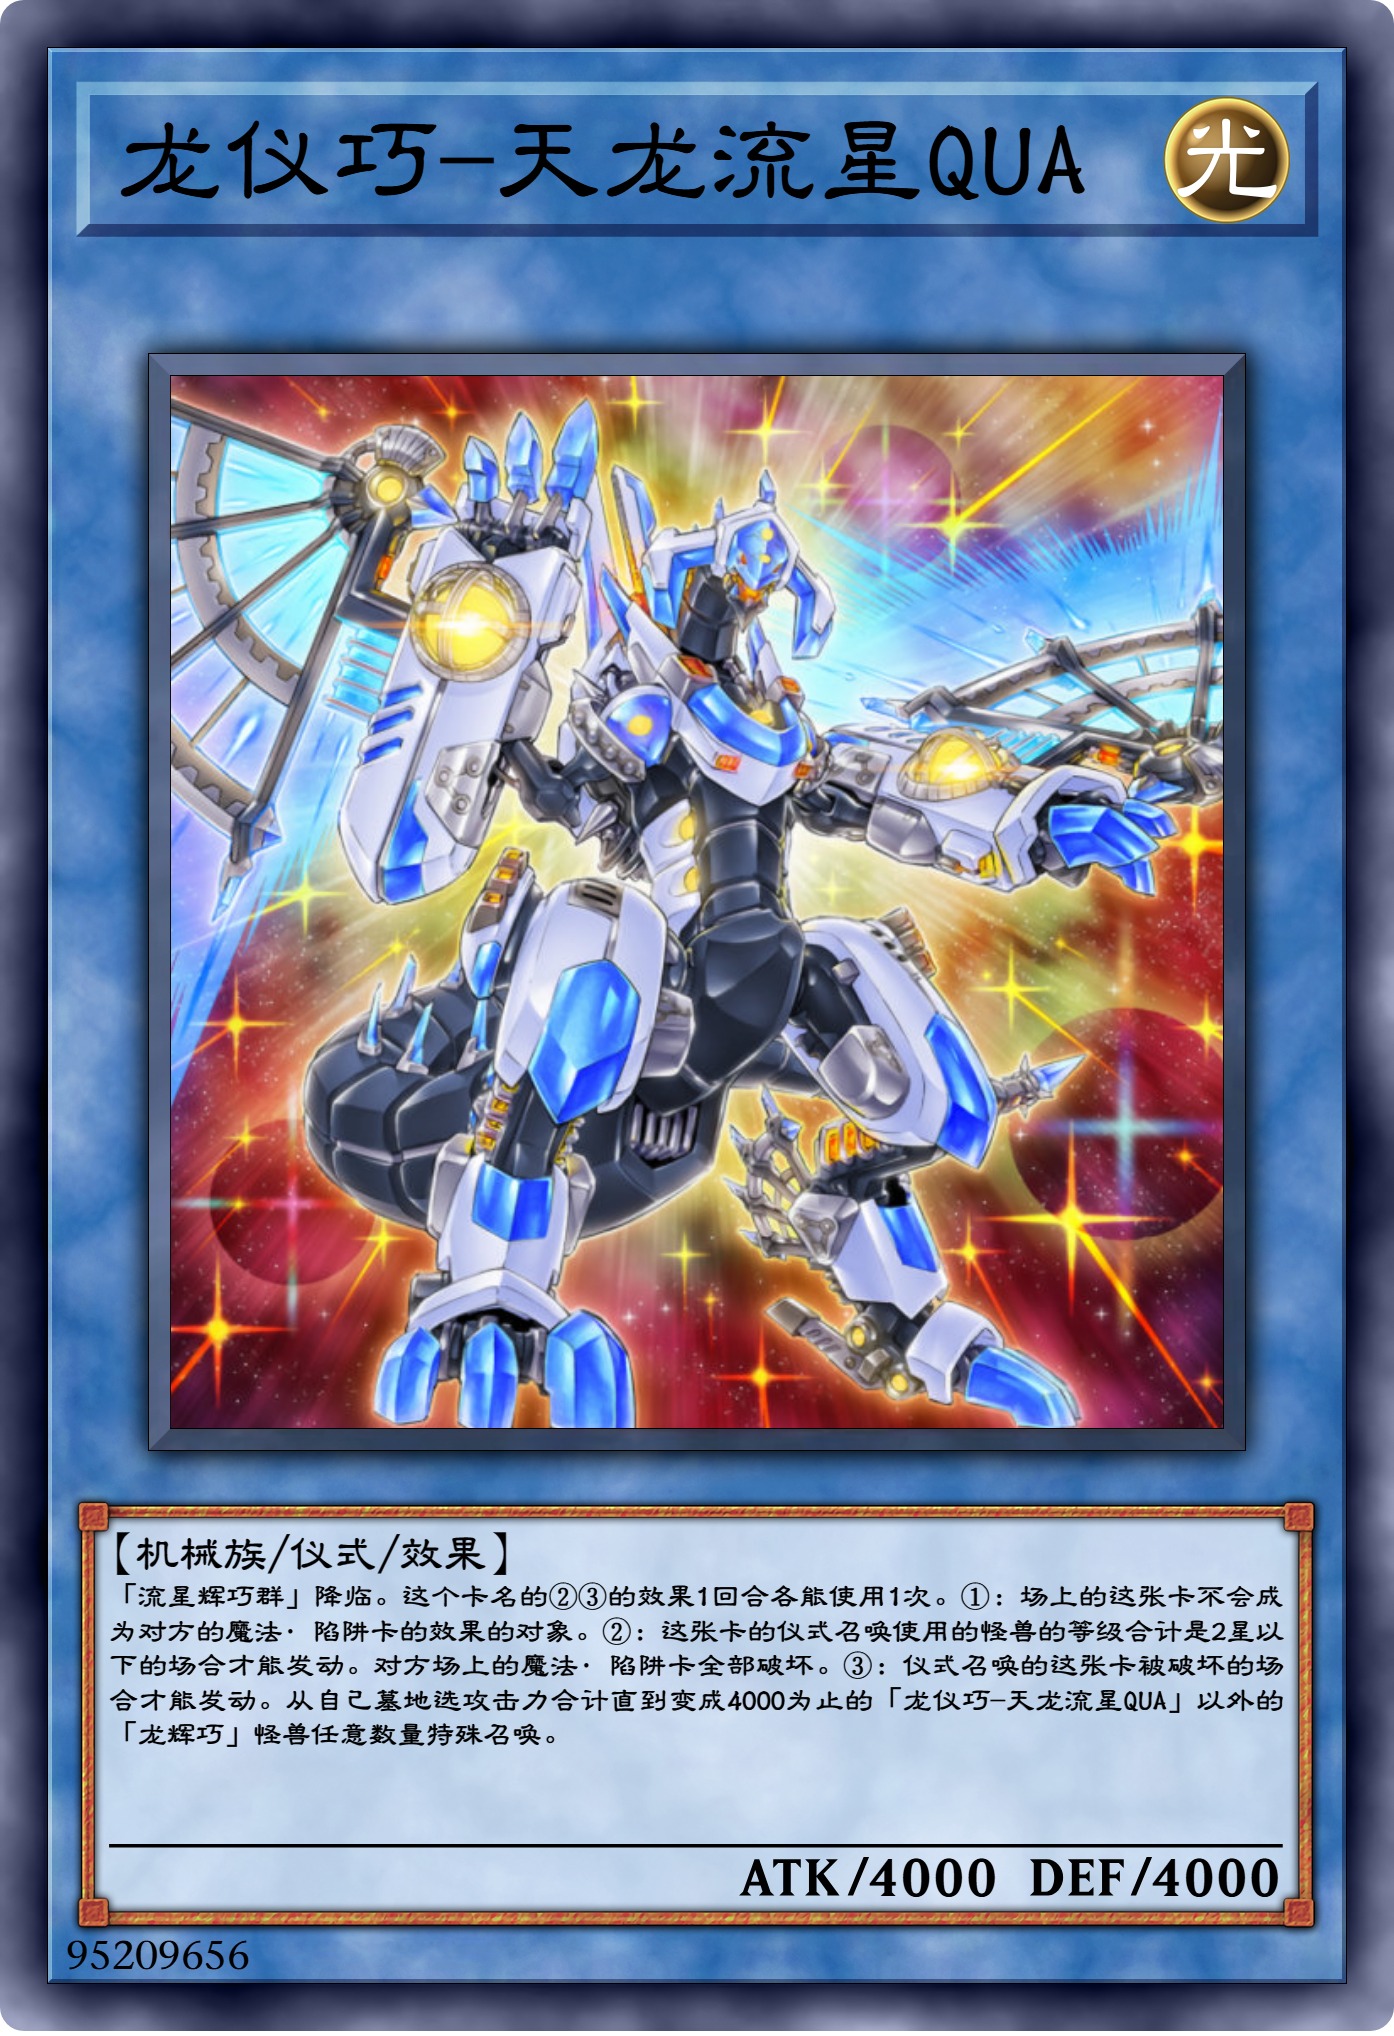 龙仪巧-天龙流星QUA
光
【机械族/仪式/效果】
「流星辉巧群」降临。这个卡名的②③的效果1回合各能使用1次。①：场上的这张卡不会成
为对方的魔法·陷阱卡的效果的对象。②：这张卡的仪式召唤使用的怪兽的等级合计是2星以
下的场合才能发动。对方场上的魔法·陷阱卡全部破坏。③：仪式召唤的这张卡被破坏的场
合才能发动。从自己墓地选攻击力合计直到变成4000为止的「龙仪巧-天龙流星QUA」以外的
「龙辉巧」怪兽任意数量特殊召唤。
ATK/4000 DEF/4000
95209656